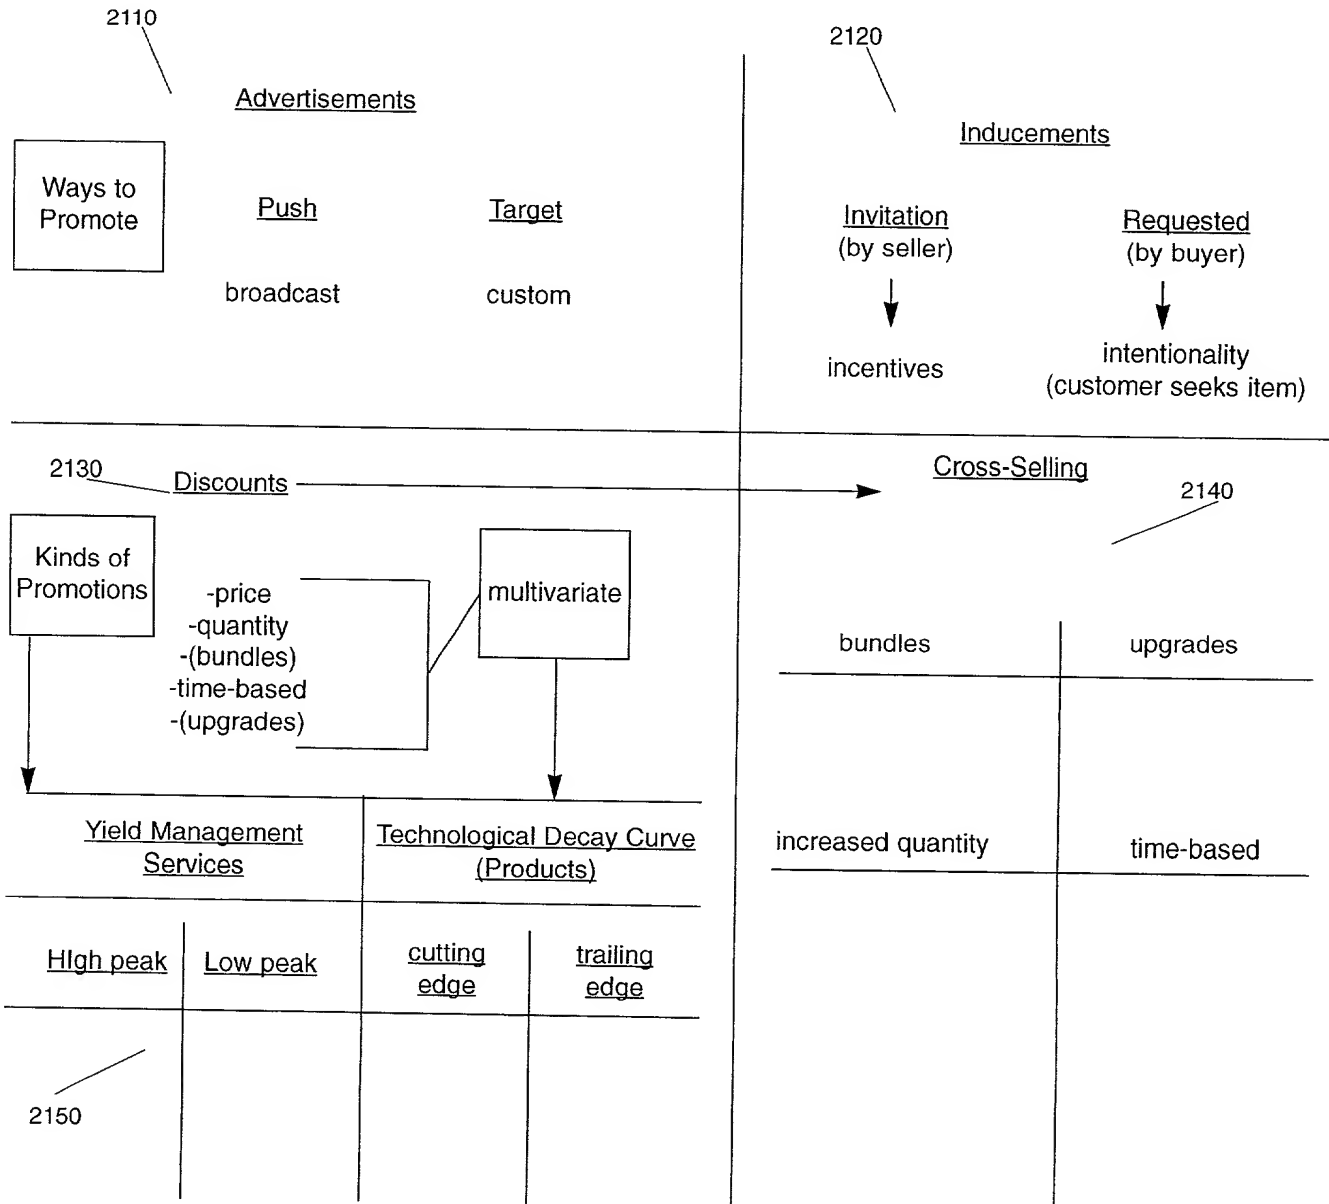 2110
2120
Advertisements
Inducements
Ways to
Promote
Push
Target
Invitation
(by seller)
Requested
(by buyer)
broadcast
custom
incentives
intentionality
(customer seeks item)
2130
Discounts
Cross-Selling
2140
Kinds of
Promotions
-price
-quantity
-(bundles)
-time-based
-(upgrades)
multivariate
bundles
upgrades
increased quantity
time-based
Yield Management
Services
Technological Decay Curve
(Products)
HIgh peak
Low peak
cutting
edge
trailing
edge
2150